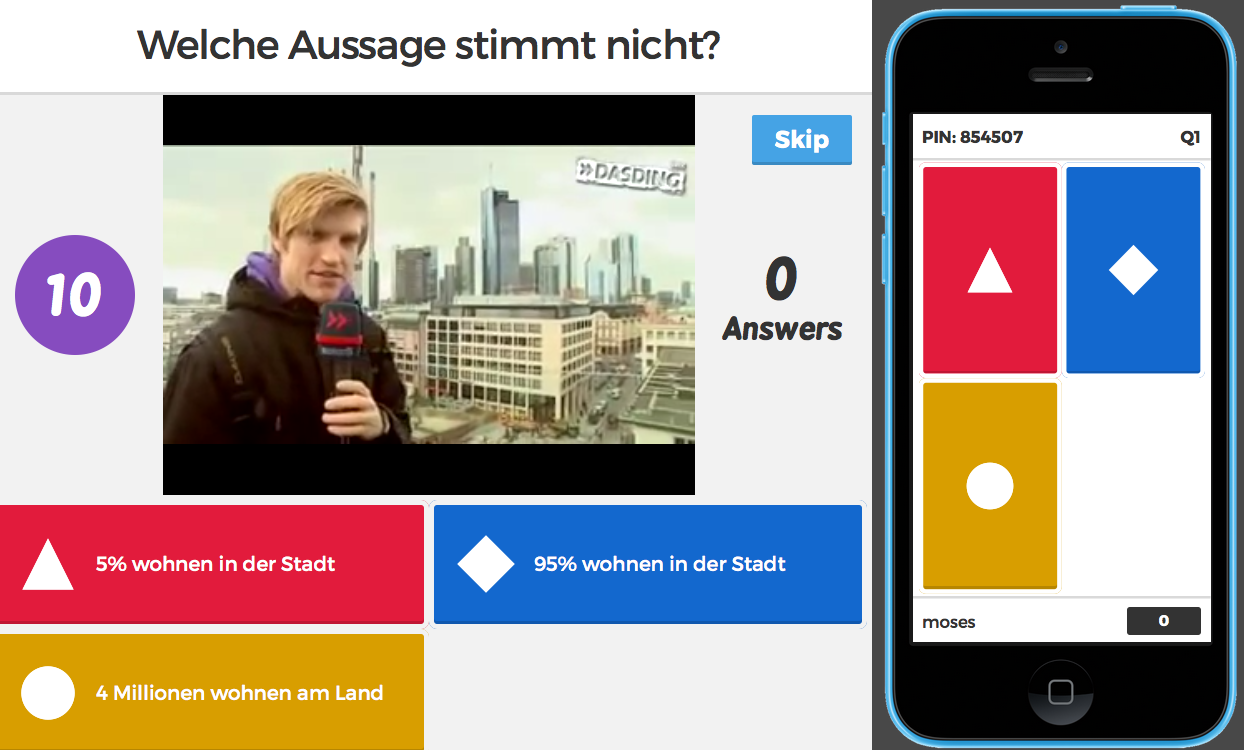 Welche Aussage stimmt nicht?
Skip
»DASDING
10
0
Answers
5% wohnen in der Stadt
95% wohnen in der Stadt
4 Millionen wohnen am Land
PIN: 854507
Q1
moses
0